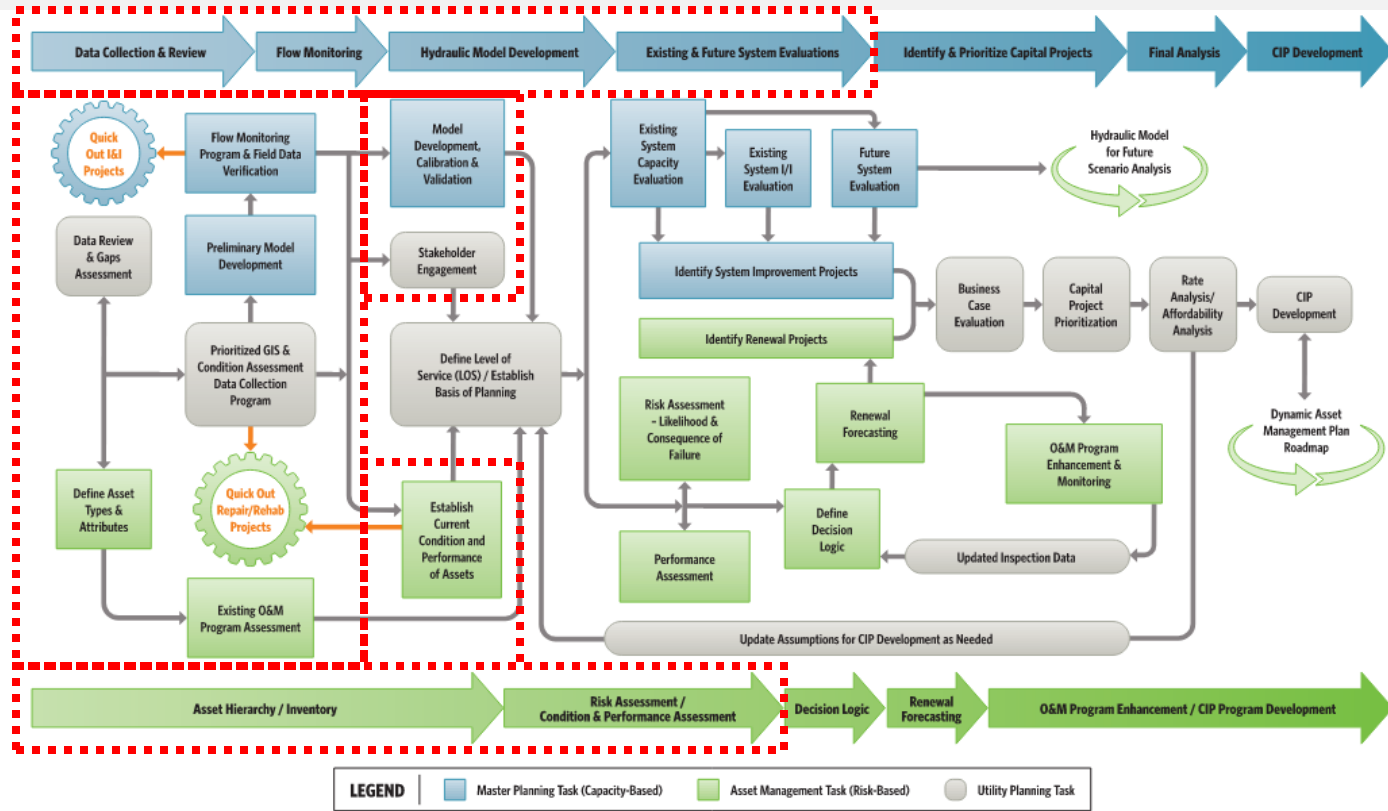 Data Collection & Review
Flow Monitoring
Hydraulic Model Development
Existing & Future System Evaluations
Identify & Prioritize Capital Projects
Final Analysis
CIP Development
Quick
Out I&I
Projects
Flow Monitoring
Program & Field Data
Verification
Model
Development,
Calibration &
Validation
Existing
System
Capacity
Evaluation
Existing
System I/I
Evaluation
Future
System
Evaluation
Hydraulic Model
for Future
Scenario Analysis
Data Review
& Gaps
Assessment
Preliminary Model
Development
Stakeholder
Engagement
Identify System Improvement Projects
Business
Case
Evaluation
Capital
Project
Prioritization
Rate
Analysis/
Affordability
Analysis
CIP
Development
Identify Renewal Projects
Prioritized GIS &
Condition Assessment
Data Collection
Program
Define Level of
Service (LOS) / Establish
Basis of Planning
Risk Assessment
– Likelihood &
Consequence of
Failure
Renewal
Forecasting
O&M Program
Enhancement &
Monitoring
Dynamic Asset
Management Plan
Roadmap
Define Asset
Types &
Attributes
Quick Out
Repair/Rehab
Projects
Establish
Current
Condition and
Performance
of Assets
Define
Decision
Logic
Performance
Assessment
Updated Inspection Data
Existing O&M
Program Assessment
Update Assumptions for CIP Development as Needed
Asset Hierarchy / Inventory
Risk Assessment /
Condition & Performance Assessment
Decision Logic
Renewal
Forecasting
O&M Program Enhancement / CIP Program Development
LEGEND
Master Planning Task (Capacity-Based)
Asset Management Task (Risk-Based)
Utility Planning Task